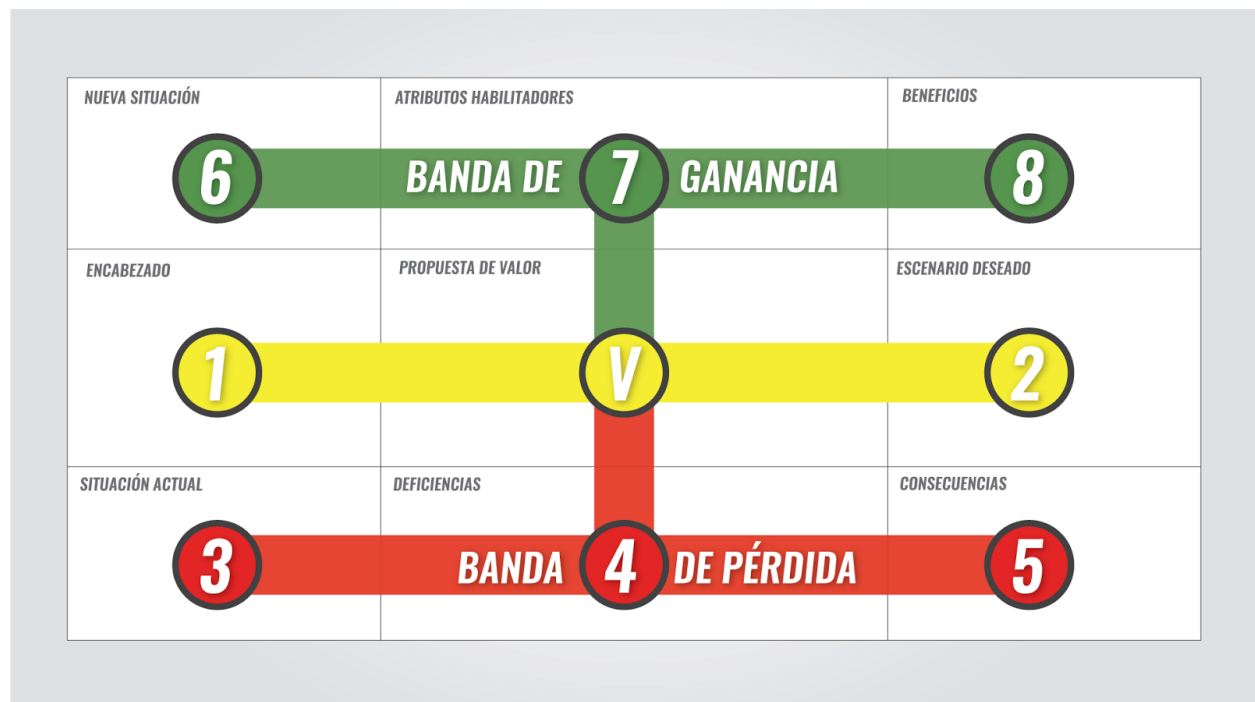 NUEVA SITUACIÓN
ATRIBUTOS HABILITADORES
BENEFICIOS
6 BANDA DE 7 GANANCIA 8
ENCABEZADO
PROPUESTA DE VALOR
ESCENARIO DESEADO
1 V 2
SITUACIÓN ACTUAL
DEFICIENCIAS
CONSECUENCIAS
3 BANDA 4 DE PÉRDIDA 5